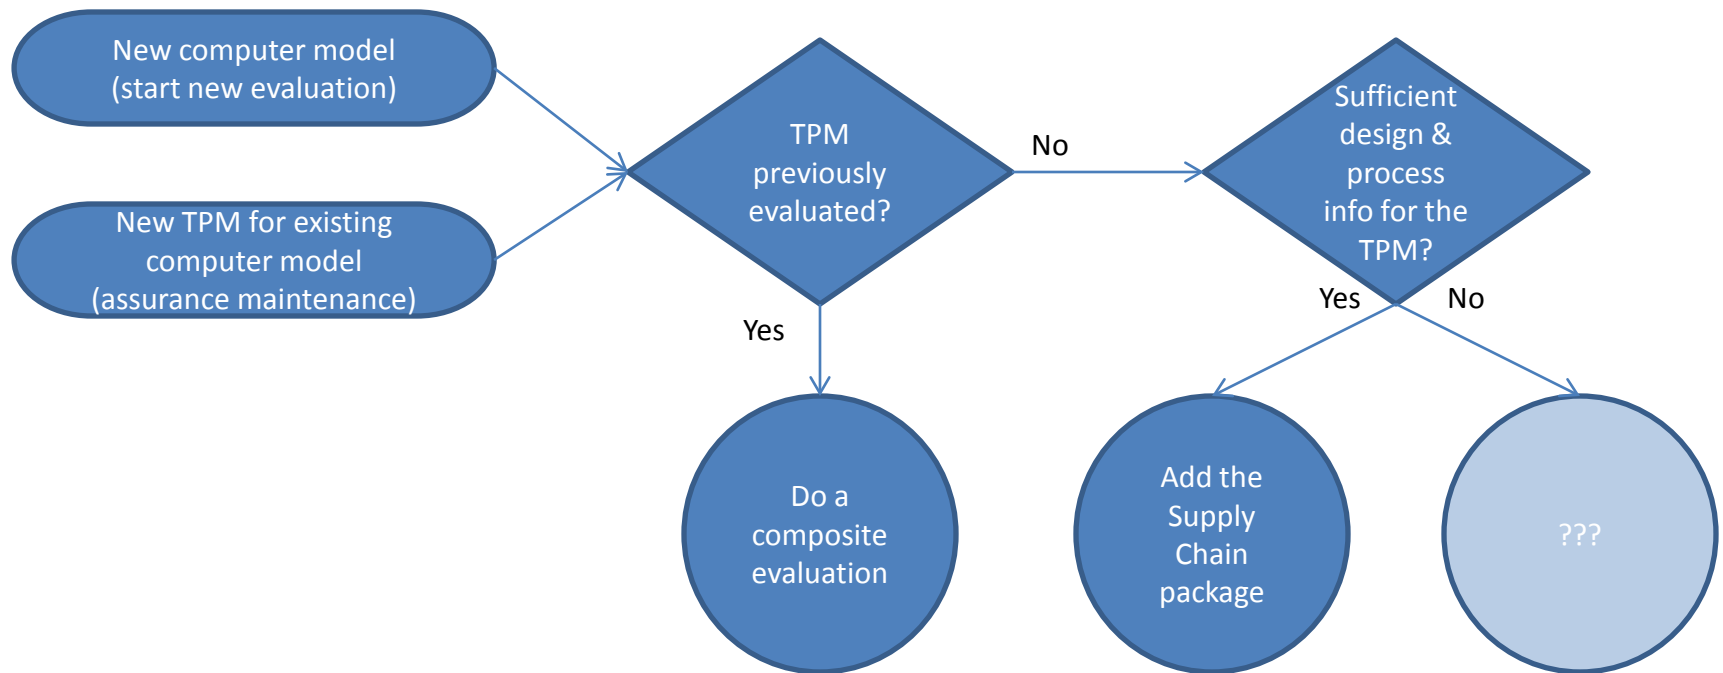 New computer model
(start new evaluation)
New TPM for existing
computer model
(assurance maintenance)
TPM
previously
evaluated?
No
Sufficient
design &
process
info for the
TPM?
Yes
Yes
No
Do a
composite
evaluation
Add the
Supply
Chain
package
???